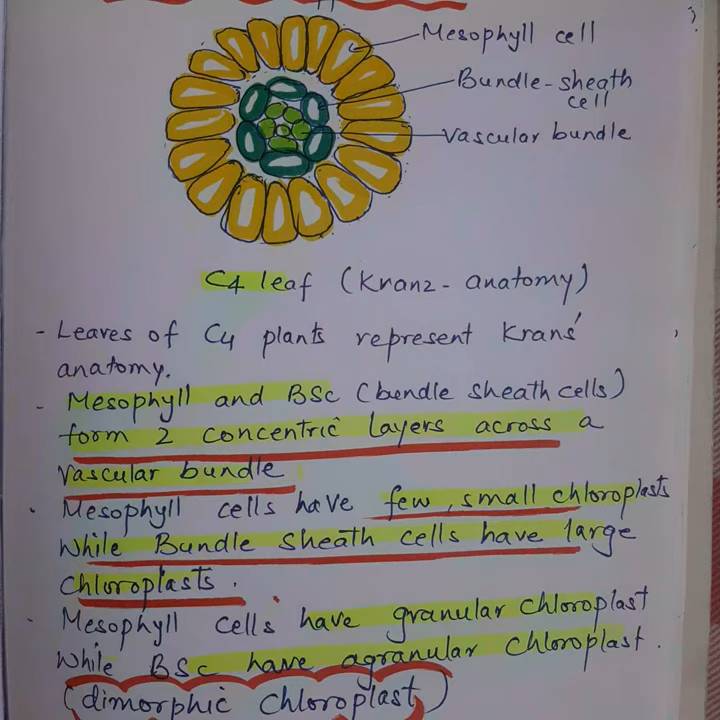 Mesophyll cell
Bundle-sheath
cell
Vascular bundle
C4 leaf (Kranz-anatomy)
- Leaves of C4 plants represent Krans'
anatomy.
- Mesophyll and BSC (bundle sheath cells)
form 2 concentric layers across a
vascular bundle
. Mesophyll cells have few, small chloroplasts
While Bundle Sheath cells have large
chloroplasts.
- Mesophyll cells have granular chloroplast
While BSC have agranular chloroplast.
(dimorphic chloroplast)